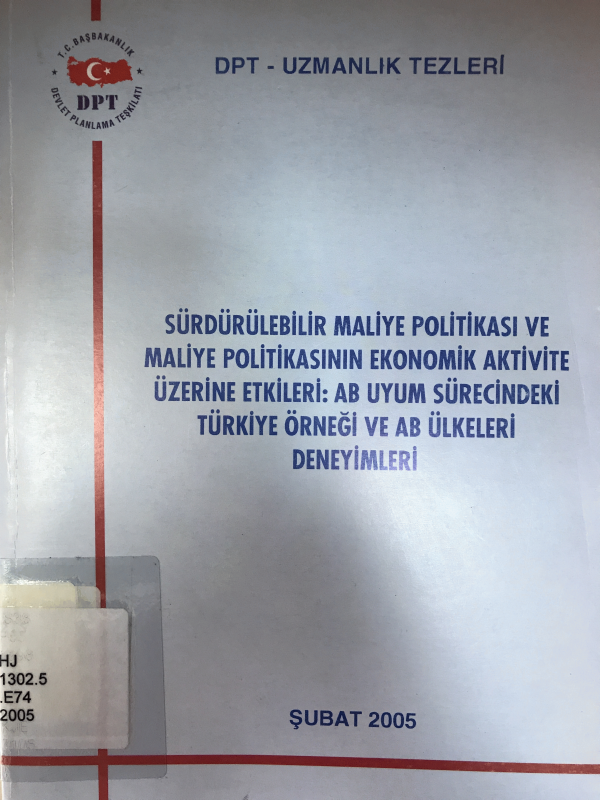 T.C. BAŞBAKANLIK
DPT
DEVLET PLANLAMA TEŞKİLATI
DPT - UZMANLIK TEZLERİ
SÜRDÜRÜLEBİLİR MALİYE POLİTİKASI VE
MALİYE POLİTİKASININ EKONOMİK AKTİVİTE
ÜZERİNE ETKİLERİ: AB UYUM SÜRECİNDEKİ
TÜRKİYE ÖRNEĞİ VE AB ÜLKELERİ
DENEYİMLERİ
HJ
1302.5
.E74
2005
ŞUBAT 2005